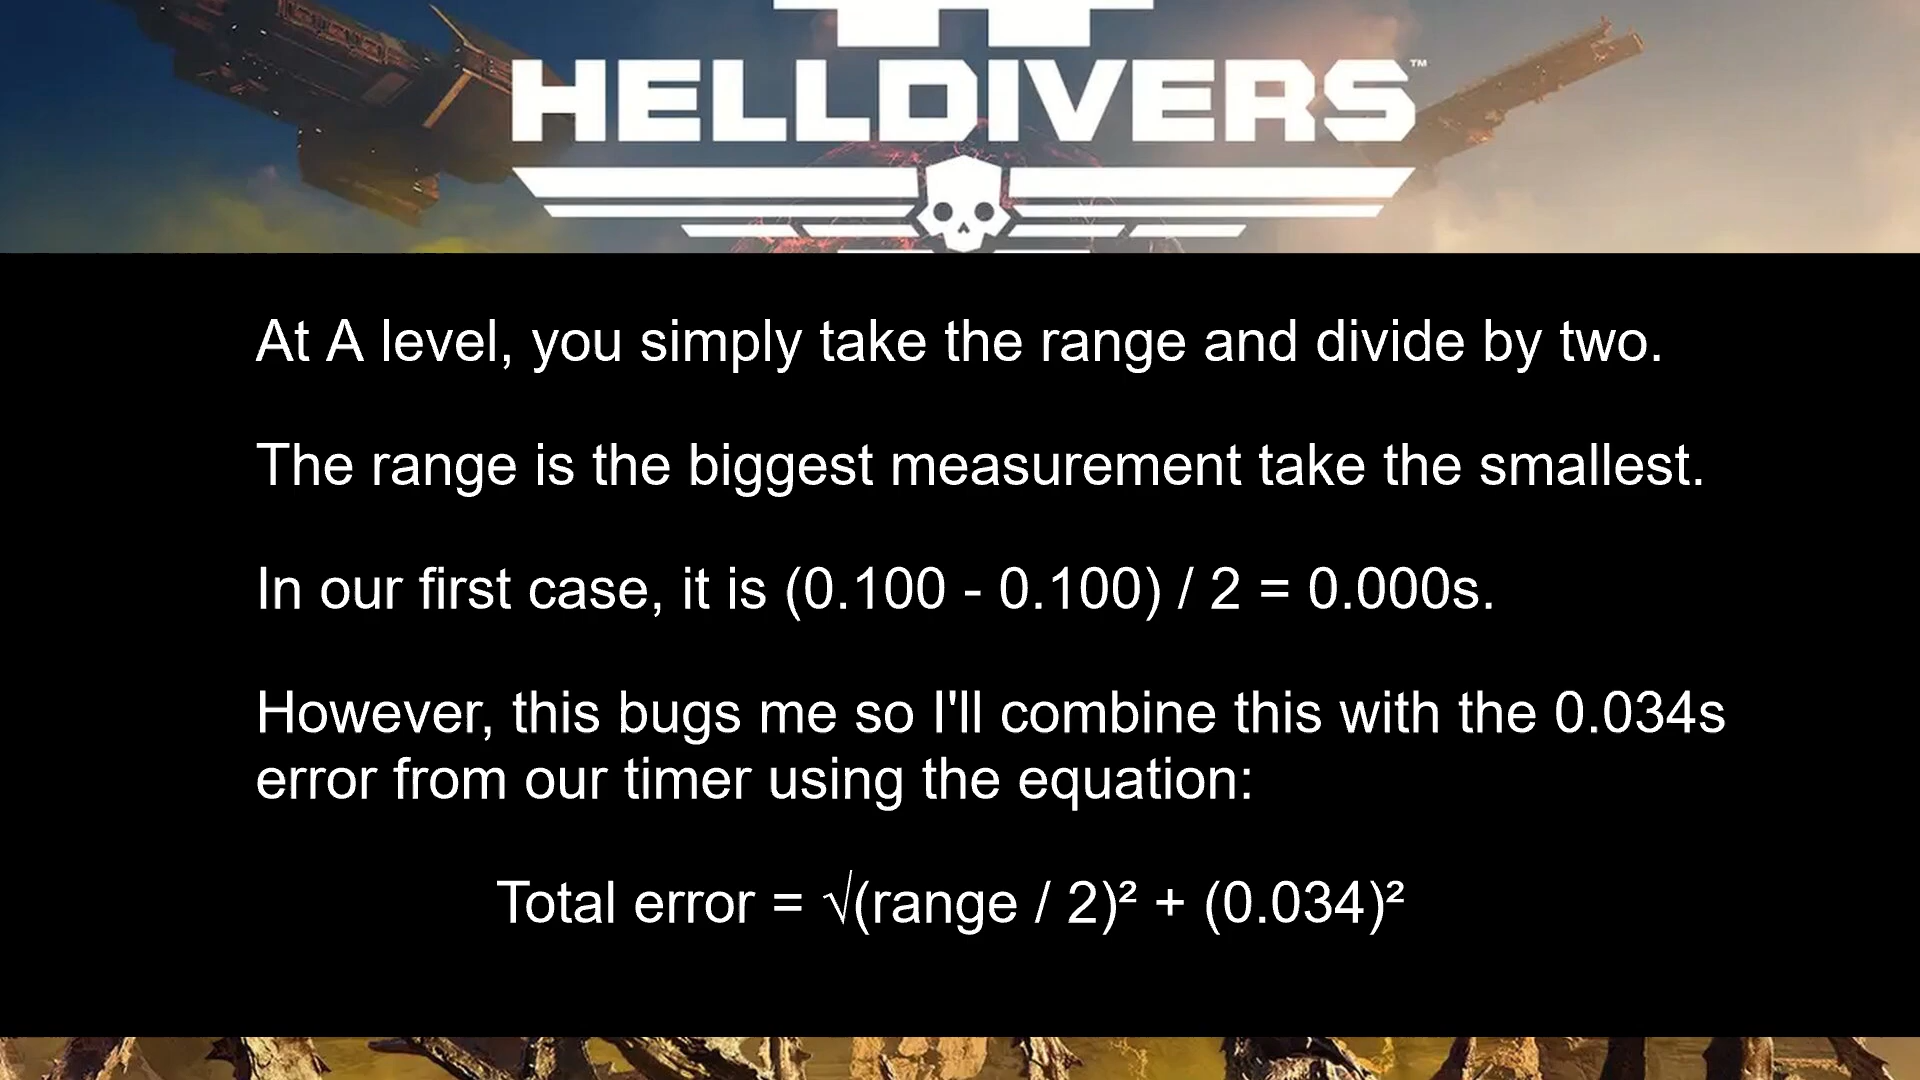 HELLDIVERS™
At A level, you simply take the range and divide by two.
The range is the biggest measurement take the smallest.
In our first case, it is (0.100 - 0.100) / 2 = 0.000s.
However, this bugs me so I'll combine this with the 0.034s
error from our timer using the equation:
Total error = √(range / 2)² + (0.034)²